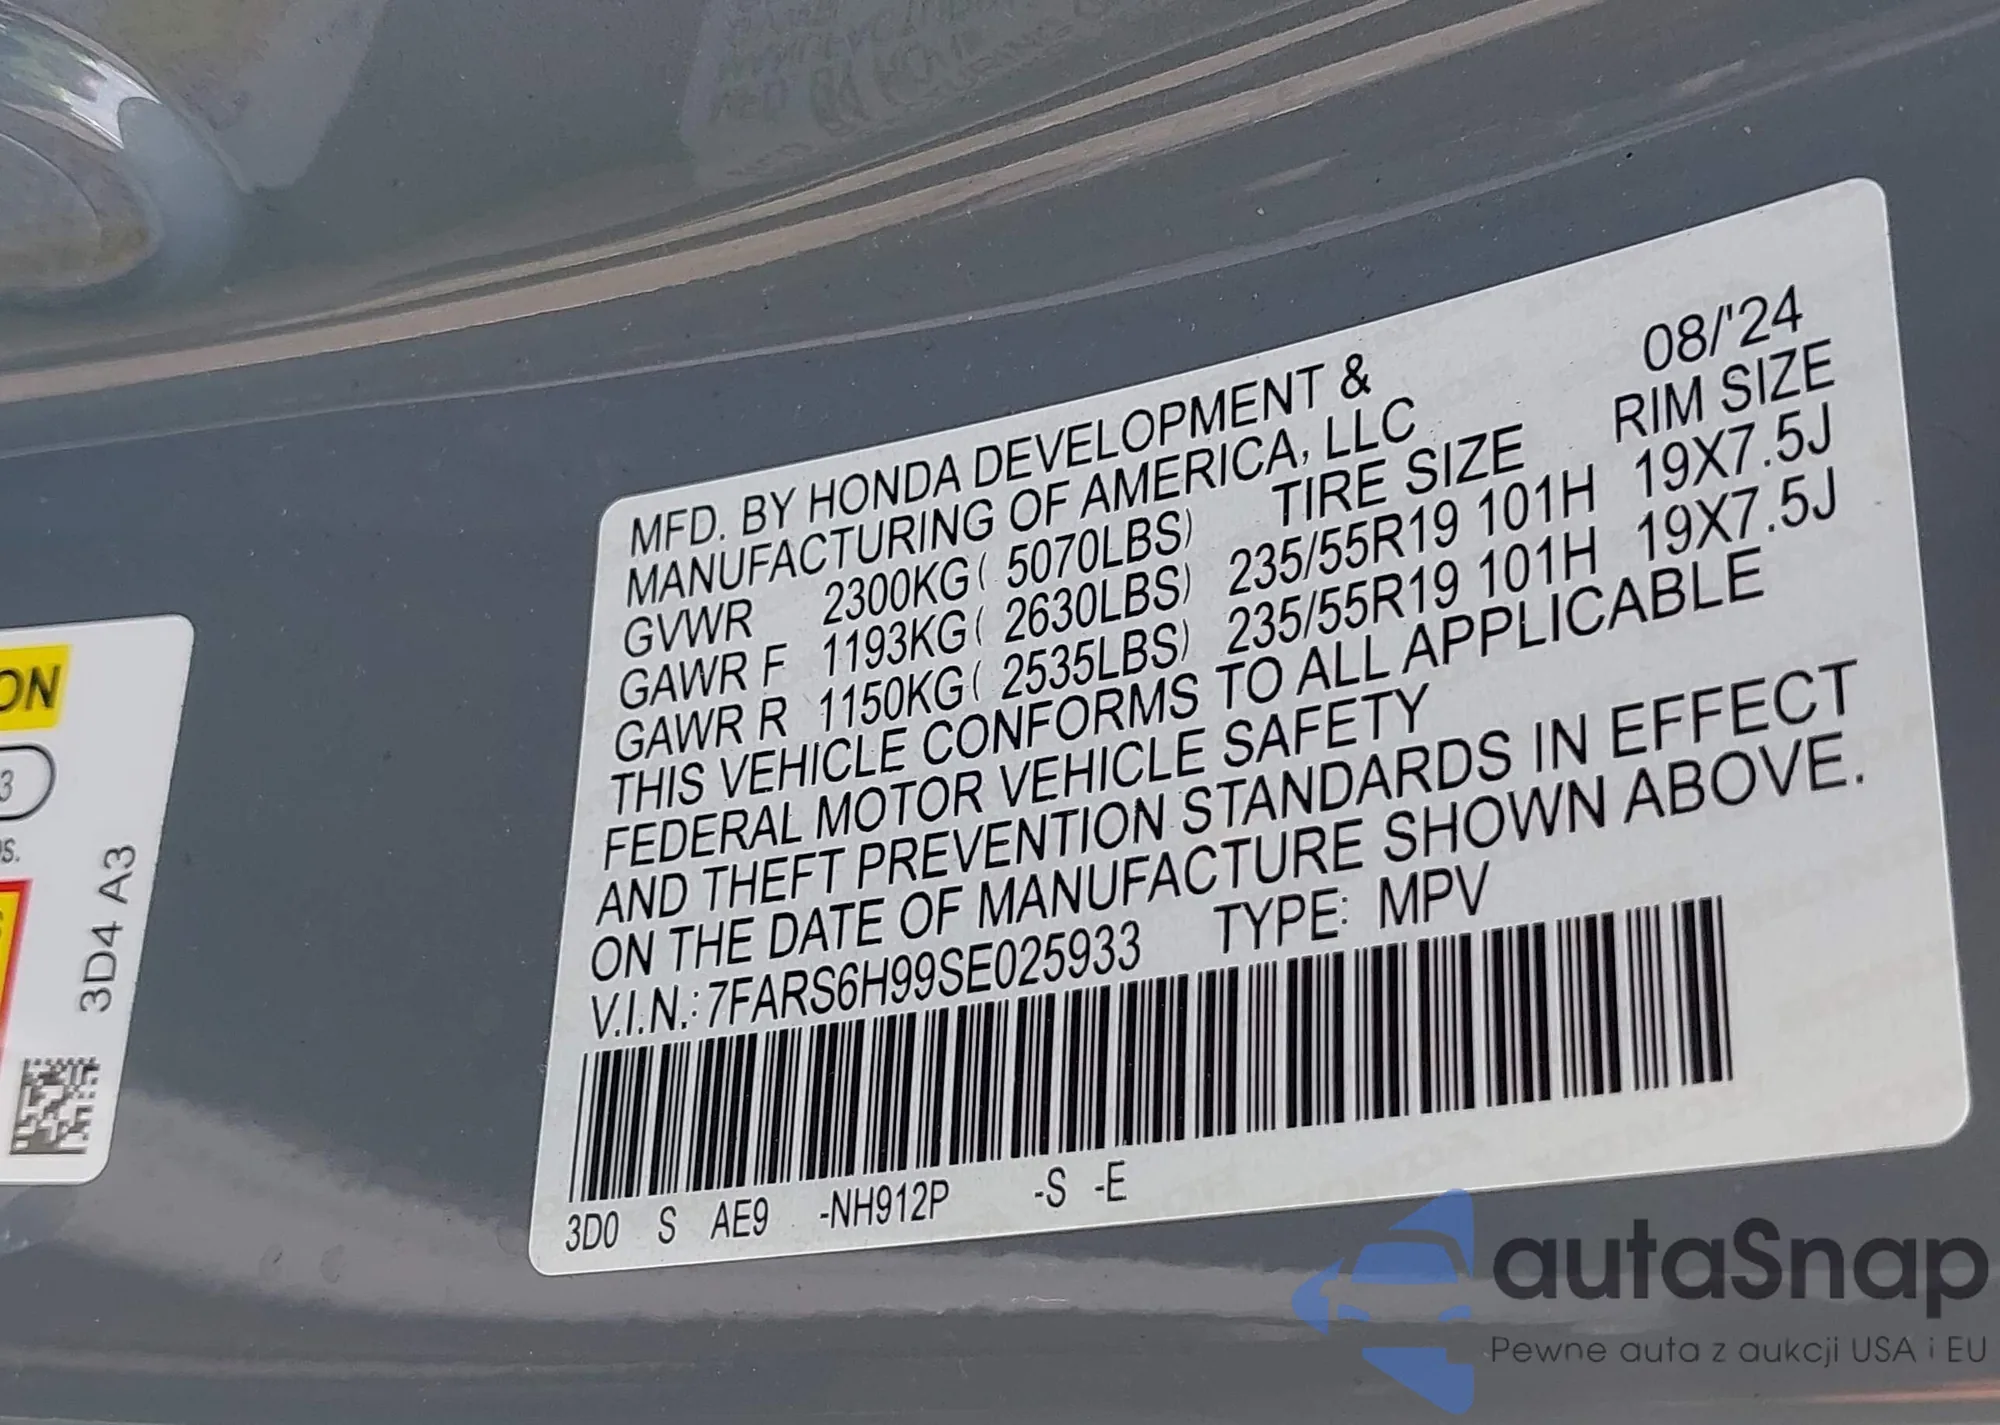 08/'24
MFD. BY HONDA DEVELOPMENT &
MANUFACTURING OF AMERICA, LLC
TIRE SIZE RIM SIZE
GVWR 2300KG( 5070LBS)
GAWR F 1193KG( 2630LBS) 235/55R19 101H 19X7.5J
GAWR R 1150KG( 2535LBS) 235/55R19 101H 19X7.5J
THIS VEHICLE CONFORMS TO ALL APPLICABLE
FEDERAL MOTOR VEHICLE SAFETY
AND THEFT PREVENTION STANDARDS IN EFFECT
ON THE DATE OF MANUFACTURE SHOWN ABOVE.
V.I.N.: 7FARS6H99SE025933 TYPE: MPV
3D0 S AE9 -NH912P -S -E
ON
3
3D4 A3
autaSnap
Pewne auta z aukcji USA i EU